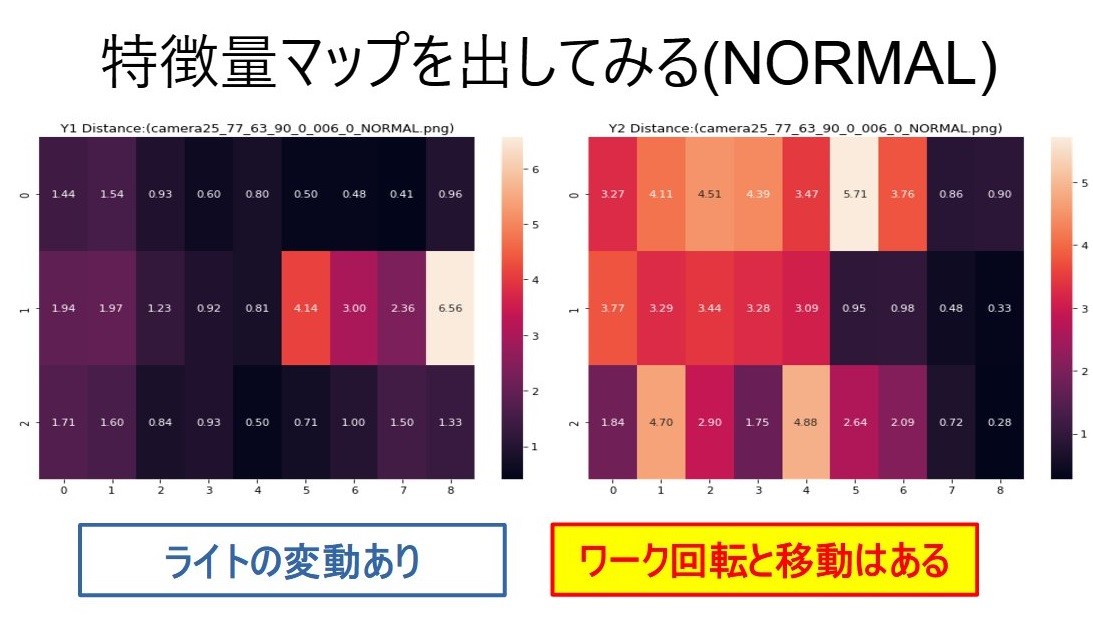 特徴量マップを出してみる(NORMAL)
Y1 Distance:(camera25_77_63_90_0_006_0_NORMAL.png)
0 1.44 1.54 0.93 0.60 0.80 0.50 0.48 0.41 0.96
1 1.94 1.97 1.23 0.92 0.81 4.14 3.00 2.36 6.56
2 1.71 1.60 0.84 0.93 0.50 0.71 1.00 1.50 1.33
0 1 2 3 4 5 6 7 8
6
5
4
3
2
1
Y2 Distance:(camera25_77_63_90_0_006_0_NORMAL.png)
0 3.27 4.11 4.51 4.39 3.47 5.71 3.76 0.86 0.90
1 3.77 3.29 3.44 3.28 3.09 0.95 0.98 0.48 0.33
2 1.84 4.70 2.90 1.75 4.88 2.64 2.09 0.72 0.28
0 1 2 3 4 5 6 7 8
5
4
3
2
1
ライトの変動あり
ワーク回転と移動はある